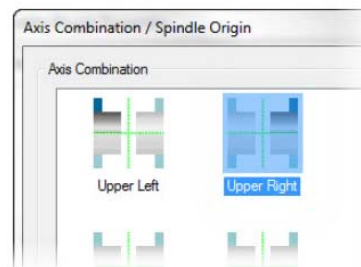 Axis Combination / Spindle Origin
Axis Combination
Upper Left
Upper Right